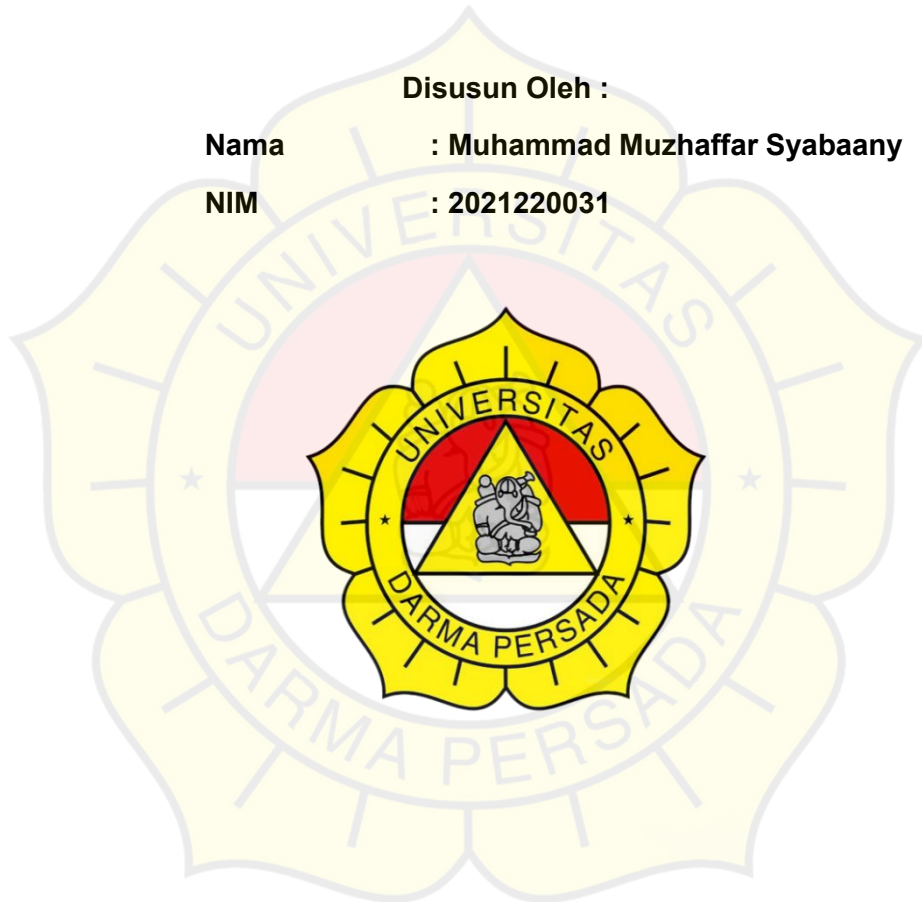 Disusun Oleh :
Nama : Muhammad Muzhaffar Syabaany
NIM : 2021220031
UNIVERSITAS
DARMA PERSADA
UNIVERSITAS
DARMA PERSADA